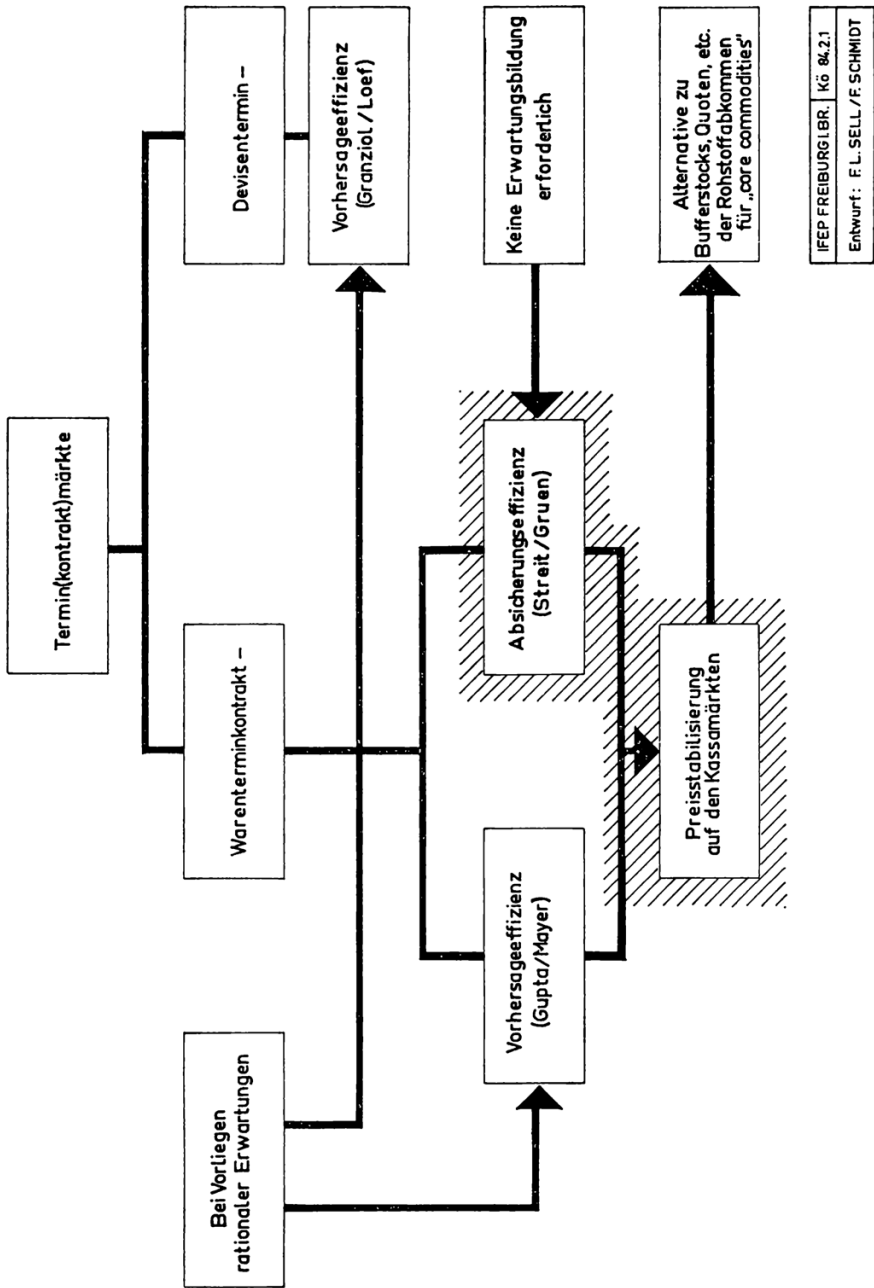 Termin(kontrakt)märkte
Warenterminkontrakt –
Devisentermin –
Bei Vorliegen
rationaler Erwartungen
Vorhersageeffizienz
(Granziol/Loef)
Vorhersageeffizienz
(Gupta/Mayer)
Absicherungseffizienz
(Streit/Gruen)
Keine Erwartungsbildung
erforderlich
Preisstabilisierung
auf den Kassamärkten
Alternative zu
Bufferstocks, Quoten, etc.
der Rohstoffabkommen
für „core commodities"
IFEP FREIBURG I.BR. Kö 84.2.1
Entwurf: F.L. SELL / F. SCHMIDT